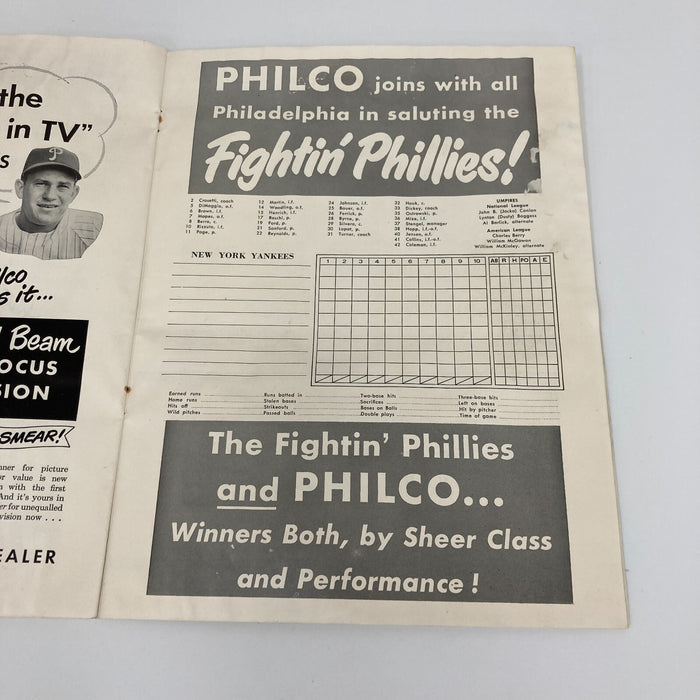 the
in TV”
S
P
lco
s it...
l Beam
OCUS
SION
SMEAR!
nner for picture
or value is new
n with the first
And it's yours in
er for unequalled
vision now . . .
EALER
PHILCO joins with all
Philadelphia in saluting the
Fightin' Phillies!
2 Crosetti, coach
5 DiMaggio, o.f.
6 Brown, i.f.
7 Mapes, o.f.
8 Berra, c.
10 Rizzuto, i.f.
11 Page, p.
12 Martin, i.f.
14 Woodling, o.f.
15 Henrich, i.f.
17 Raschi, p.
19 Ford, p.
21 Sanford, p.
22 Reynolds, p.
24 Johnson, i.f.
25 Bauer, o.f.
26 Ferrick, p.
28 Byrne, p.
29 Silvera, c.
30 Lopat, p.
31 Turner, coach
32 Houk, c.
33 Dickey, coach
35 Ostrowski, p.
36 Mize, i.f.
37 Stengel, manager
38 Hopp, i.f.-o.f.
40 Jensen, o.f.
41 Collins, i.f.-o.f.
42 Coleman, i.f.
UMPIRES
National League
John B. (Jocko) Conlan
Lynton (Dusty) Boggess
Al Barlick, alternate
American League
Charles Berry
William McGowan
William McKinley, alternate
NEW YORK YANKEES
1 2 3 4 5 6 7 8 9 10 AB R H PO A E
Earned runs
Home runs
Hits off
Wild pitches
Runs batted in
Stolen bases
Strikeouts
Passed balls
Two-base hits
Sacrifices
Bases on Balls
Double plays
Three-base hits
Left on bases
Hit by pitcher
Time of game
The Fightin' Phillies
and PHILCO...
Winners Both, by Sheer Class
and Performance !